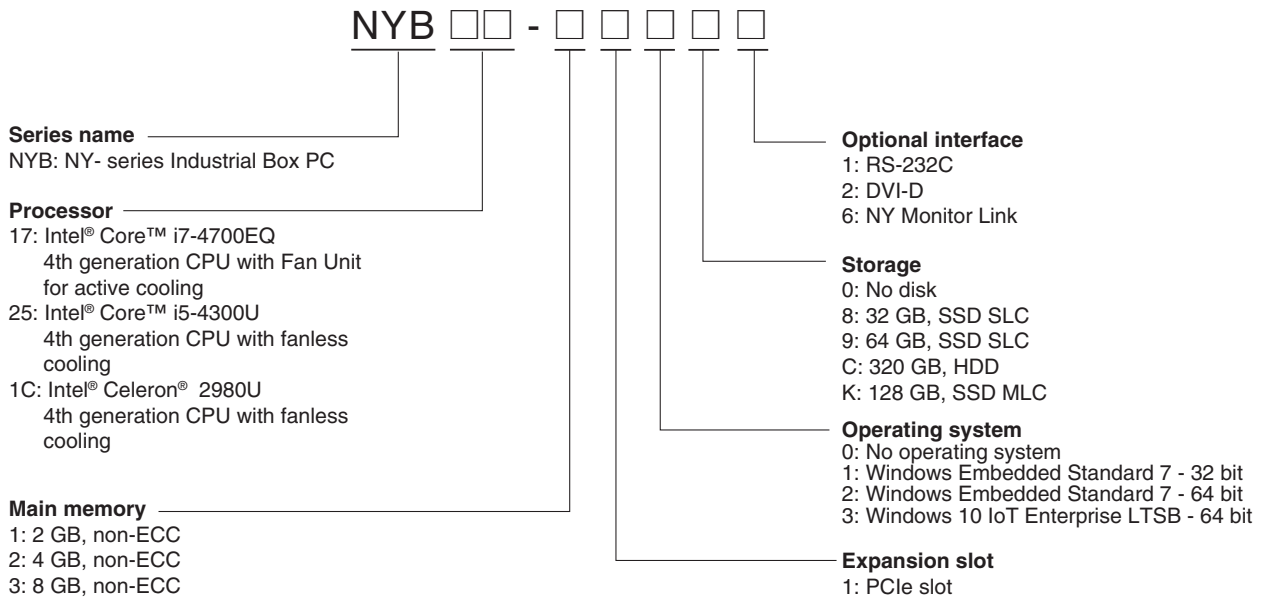 NYB □□ - □ □ □ □ □
Series name
NYB: NY- series Industrial Box PC
Processor
17: Intel® Core™ i7-4700EQ
4th generation CPU with Fan Unit
for active cooling
25: Intel® Core™ i5-4300U
4th generation CPU with fanless
cooling
1C: Intel® Celeron® 2980U
4th generation CPU with fanless
cooling
Main memory
1: 2 GB, non-ECC
2: 4 GB, non-ECC
3: 8 GB, non-ECC
Optional interface
1: RS-232C
2: DVI-D
6: NY Monitor Link
Storage
0: No disk
8: 32 GB, SSD SLC
9: 64 GB, SSD SLC
C: 320 GB, HDD
K: 128 GB, SSD MLC
Operating system
0: No operating system
1: Windows Embedded Standard 7 - 32 bit
2: Windows Embedded Standard 7 - 64 bit
3: Windows 10 IoT Enterprise LTSB - 64 bit
Expansion slot
1: PCIe slot